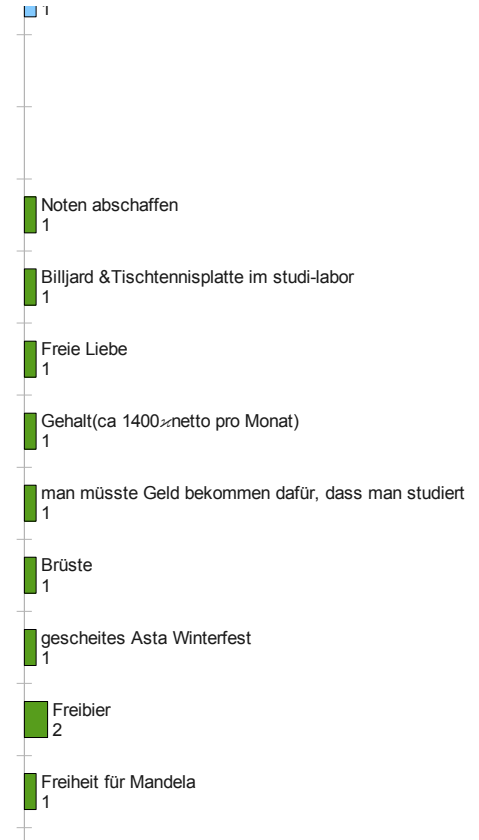 1
Noten abschaffen
1
Billjard &Tischtennisplatte im studi-labor
1
Freie Liebe
1
Gehalt(ca 1400 netto pro Monat)
1
man müsste Geld bekommen dafür, dass man studiert
1
Brüste
1
gescheites Asta Winterfest
1
Freibier
2
Freiheit für Mandela
1